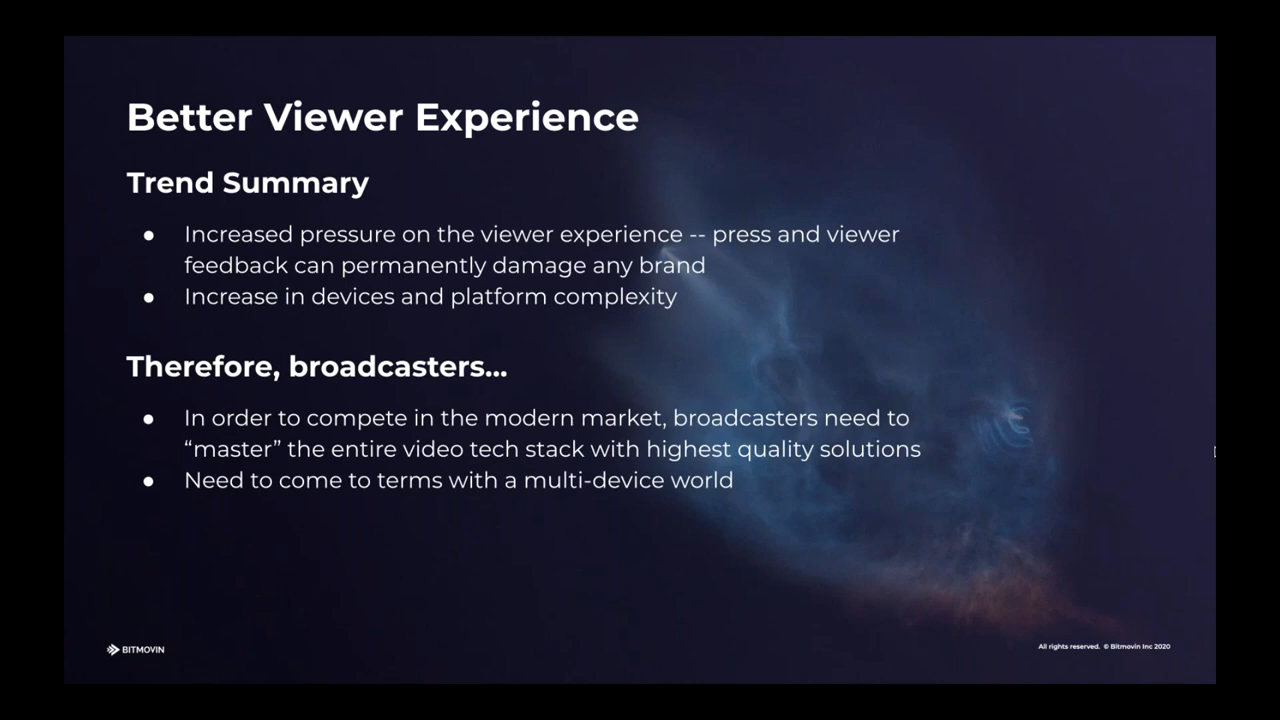 Better Viewer Experience
Trend Summary
● Increased pressure on the viewer experience -- press and viewer
feedback can permanently damage any brand
● Increase in devices and platform complexity
Therefore, broadcasters...
● In order to compete in the modern market, broadcasters need to
“master” the entire video tech stack with highest quality solutions
● Need to come to terms with a multi-device world
BITMOVIN
All rights reserved. © Bitmovin Inc 2020